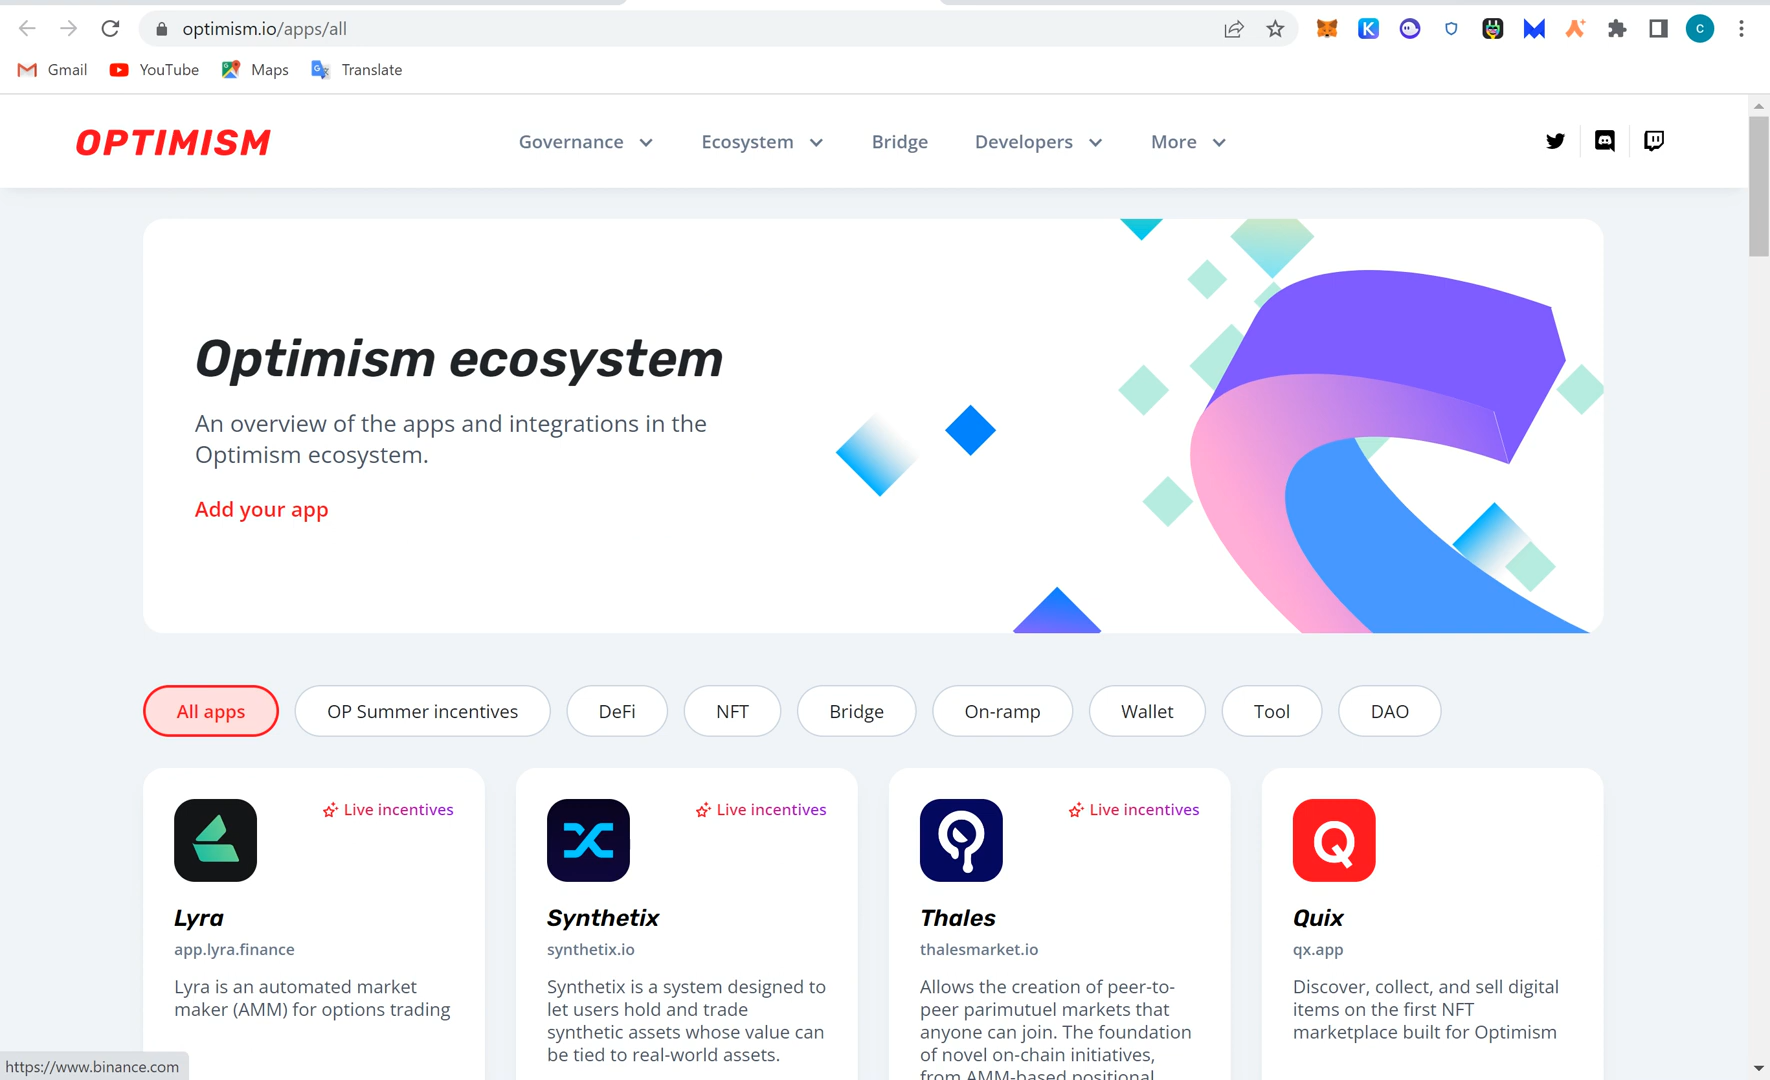 optimism.io/apps/all
Gmail
YouTube
Maps
Translate
OPTIMISM
Governance
Ecosystem
Bridge
Developers
More
Optimism ecosystem
An overview of the apps and integrations in the
Optimism ecosystem.
Add your app
All apps
OP Summer incentives
DeFi
NFT
Bridge
On-ramp
Wallet
Tool
DAO
Live incentives
Lyra
app.lyra.finance
Lyra is an automated market
maker (AMM) for options trading
Live incentives
Synthetix
synthetix.io
Synthetix is a system designed to
let users hold and trade
synthetic assets whose value can
be tied to real-world assets.
Live incentives
Thales
thalesmarket.io
Allows the creation of peer-to-
peer parimutuel markets that
anyone can join. The foundation
of novel on-chain initiatives,
from AMM-based positional
Quix
qx.app
Discover, collect, and sell digital
items on the first NFT
marketplace built for Optimism
https://www.binance.com